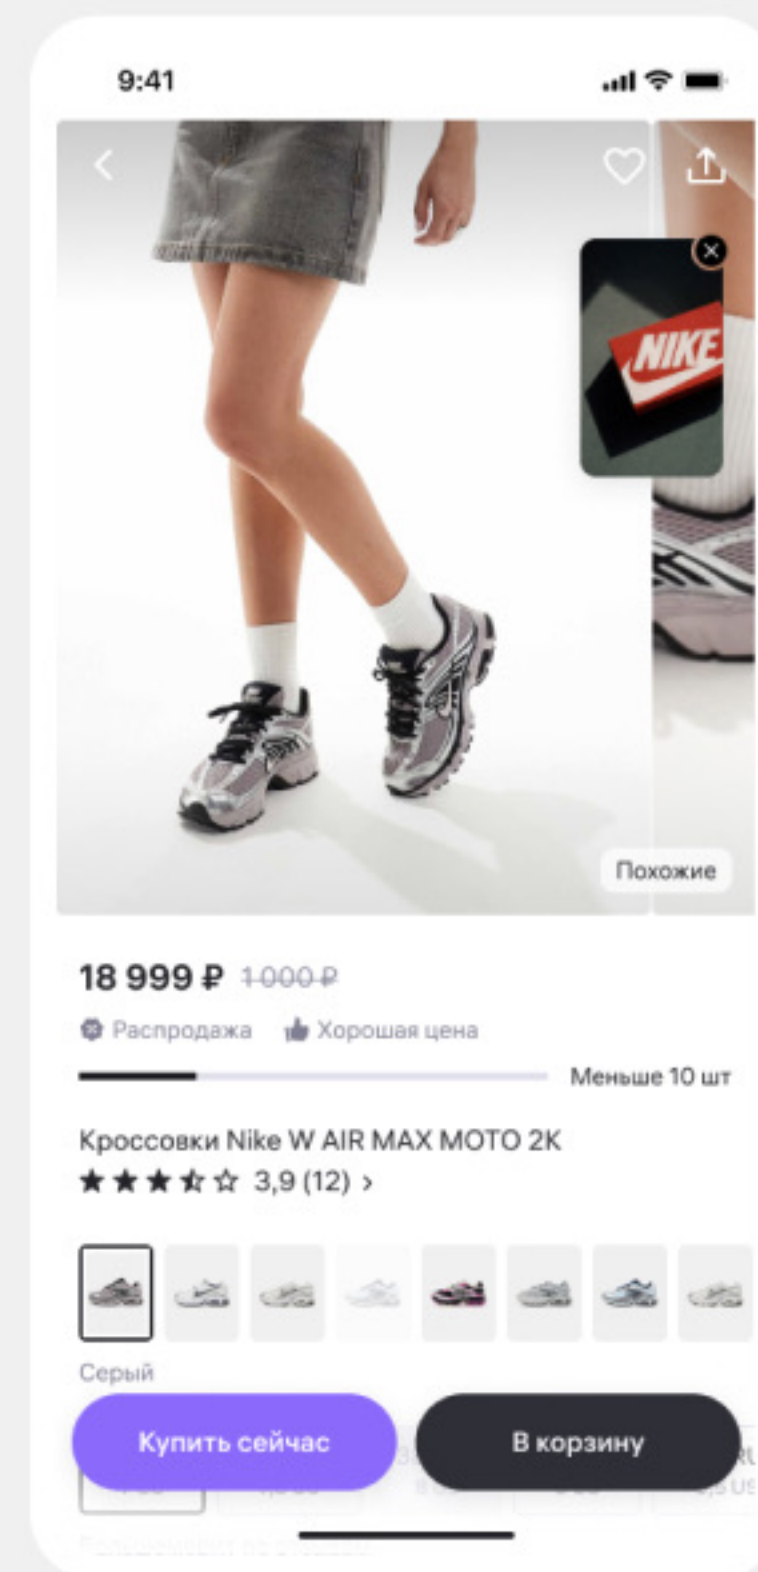 9:41
NIKE
Похожие
18 999 ₽ 1 000 ₽
Распродажа Хорошая цена
Меньше 10 шт
Кроссовки Nike W AIR MAX MOTO 2K
3,9 (12) ›
Серый
Купить сейчас В корзину